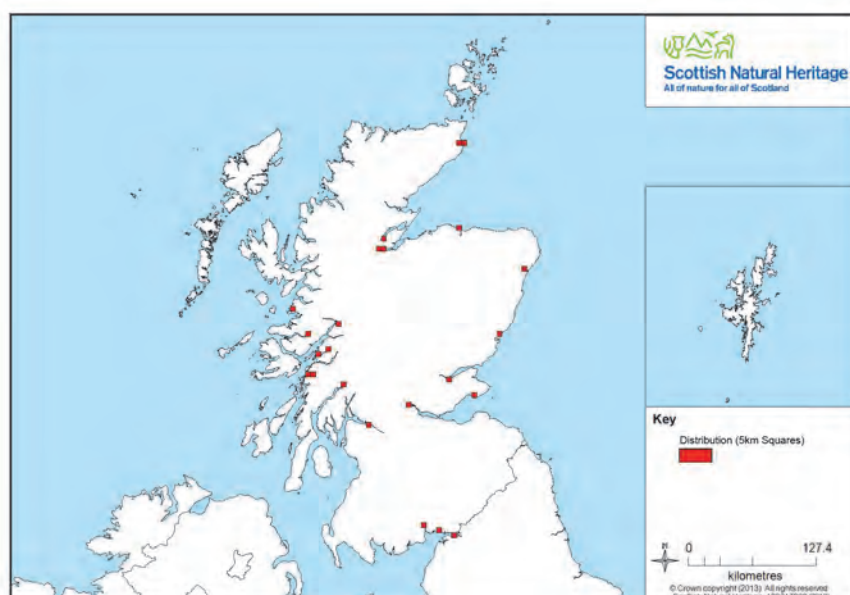 Scottish Natural Heritage
All of nature for all of Scotland
Key
Distribution (5km Squares)
N
0 127.4
kilometres
© Crown copyright (2013) All rights reserved